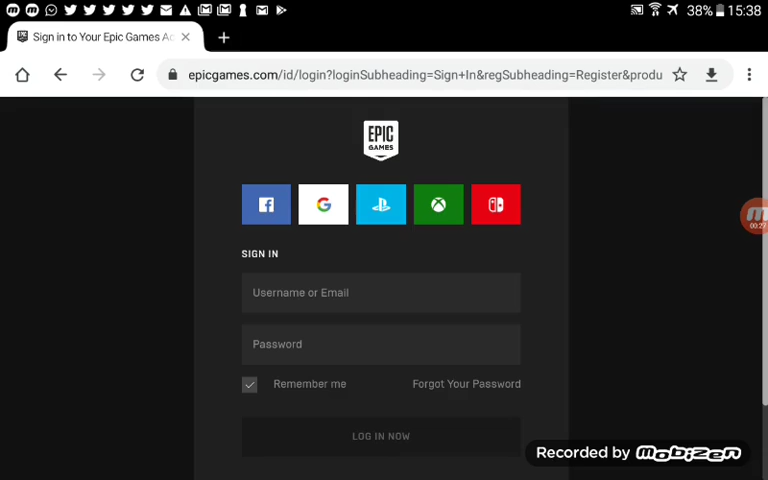 38% 15:38
Sign in to Your Epic Games Ac
epicgames.com/id/login?loginSubheading=Sign+In&regSubheading=Register&produ
EPIC
GAMES
00:27
SIGN IN
Username or Email
Password
Remember me Forgot Your Password
LOG IN NOW
Recorded by mobizen